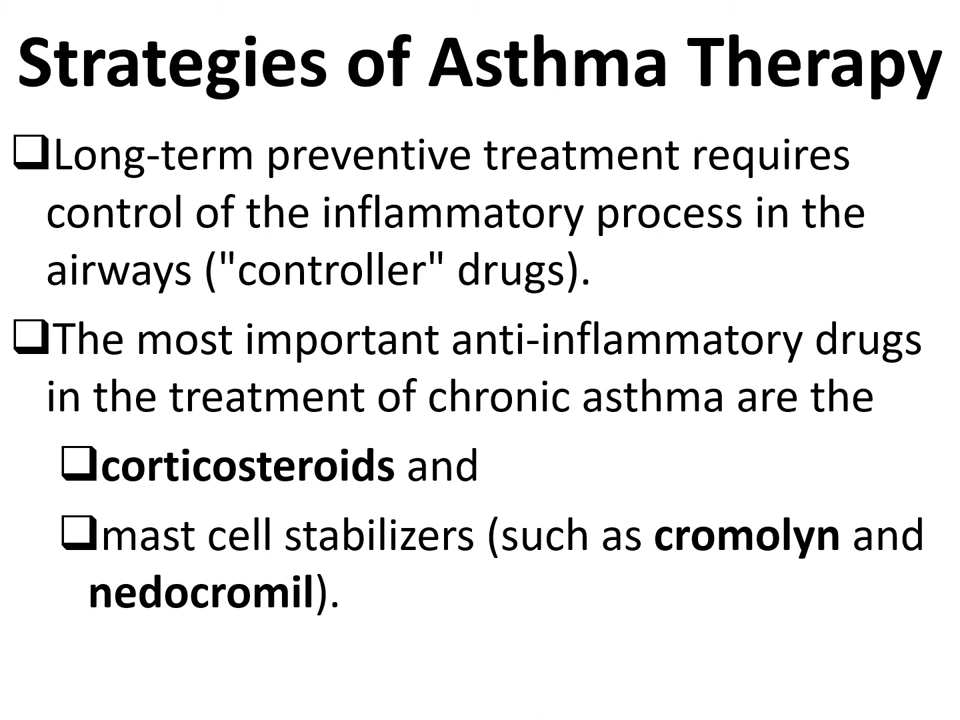 Strategies of Asthma Therapy
❑Long-term preventive treatment requires
control of the inflammatory process in the
airways ("controller" drugs).
❑The most important anti-inflammatory drugs
in the treatment of chronic asthma are the
❑corticosteroids and
❑mast cell stabilizers (such as cromolyn and
nedocromil).